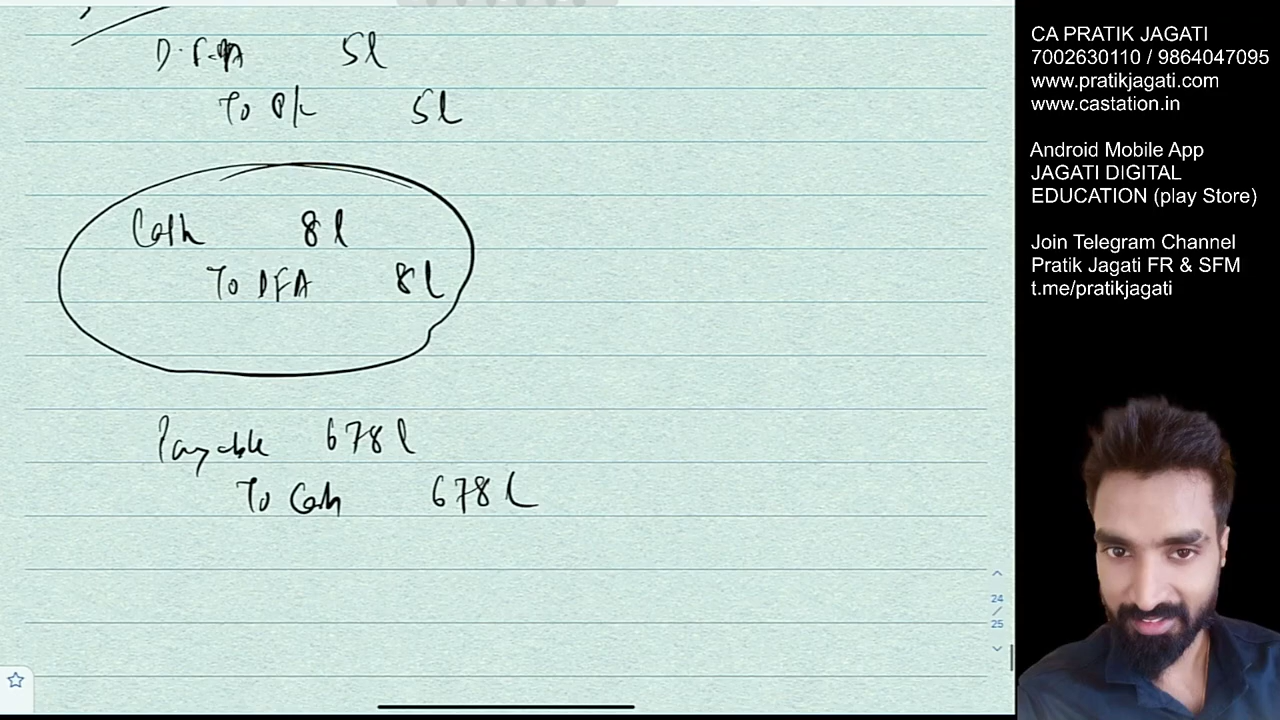 D.F.A 5l
To P/L 5l
Cash 8l
To DFA 8l
Payable 678l
To Cash 678l
24
/
25
CA PRATIK JAGATI
7002630110 / 9864047095
www.pratikjagati.com
www.castation.in
Android Mobile App
JAGATI DIGITAL
EDUCATION (play Store)
Join Telegram Channel
Pratik Jagati FR & SFM
t.me/pratikjagati